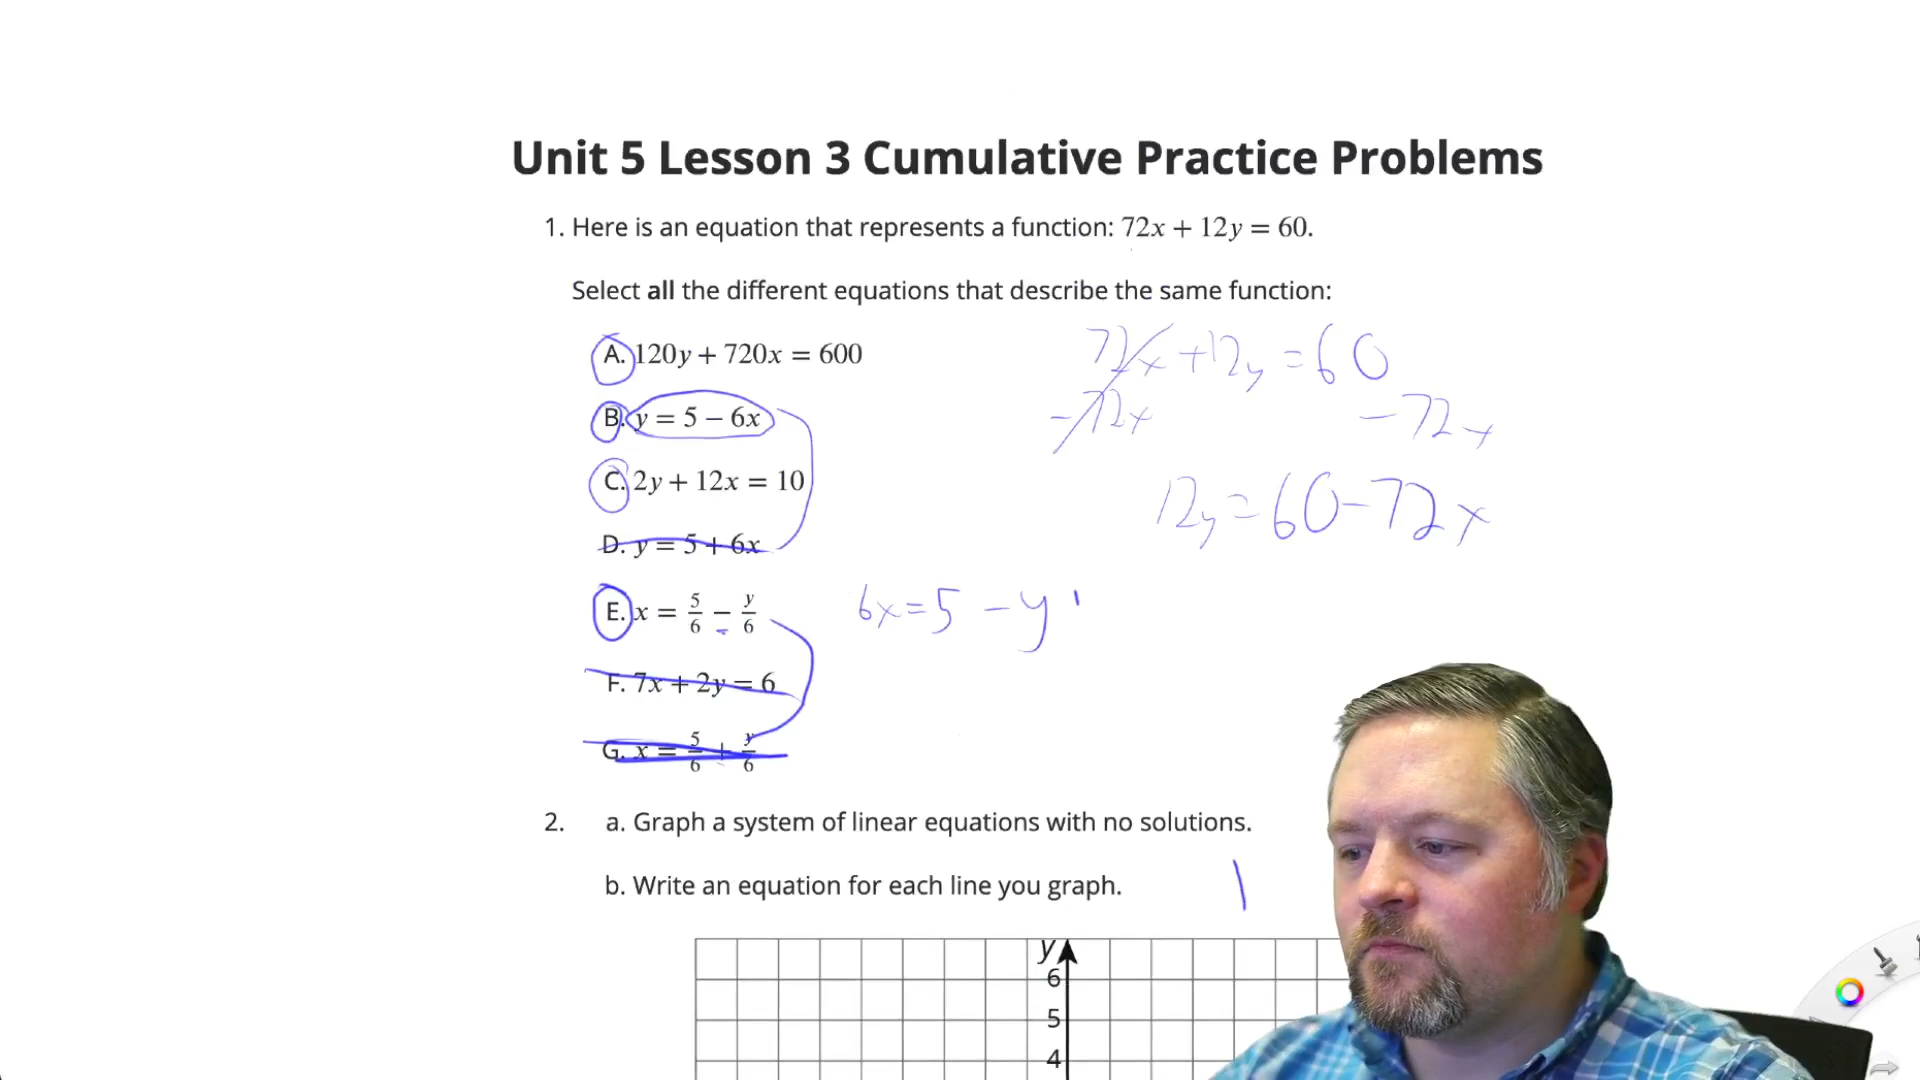 Unit 5 Lesson 3 Cumulative Practice Problems
1. Here is an equation that represents a function: 72x + 12y = 60.
Select all the different equations that describe the same function:
A. 120y + 720x = 600
72x + 12y = 60
B. y = 5 − 6x
−72x −72x
C. 2y + 12x = 10
12y = 60 − 72x
D. y = 5 + 6x
E. x = 5/6 − y/6
6x = 5 − y
F. 7x + 2y = 6
G. x = 5/6 + y/6
2. a. Graph a system of linear equations with no solutions.
b. Write an equation for each line you graph.
y
6
5
4